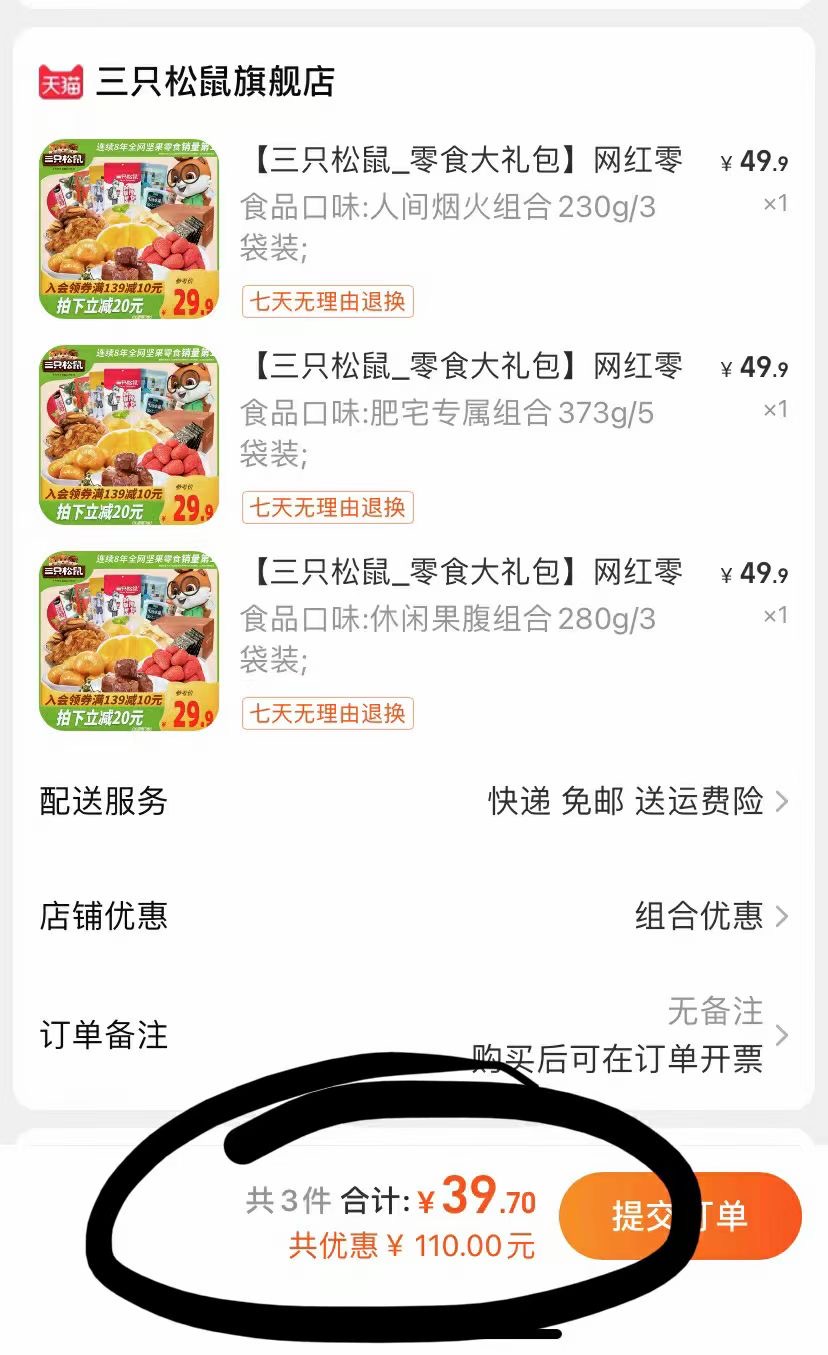 天猫 三只松鼠旗舰店
连续8年全网坚果零食销量第
三只松鼠
入会领券满139减10元
参考价
拍下立减20元
¥29.9
【三只松鼠_零食大礼包】网红零 ¥49.9
食品口味:人间烟火组合230g/3 ×1
袋装;
七天无理由退换
连续8年全网坚果零食销量第
三只松鼠
入会领券满139减10元
参考价
拍下立减20元
¥29.9
【三只松鼠_零食大礼包】网红零 ¥49.9
食品口味:肥宅专属组合373g/5 ×1
袋装;
七天无理由退换
连续8年全网坚果零食销量第
三只松鼠
入会领券满139减10元
参考价
拍下立减20元
¥29.9
【三只松鼠_零食大礼包】网红零 ¥49.9
食品口味:休闲果腹组合280g/3 ×1
袋装;
七天无理由退换
配送服务 快递 免邮 送运费险
店铺优惠 组合优惠
订单备注 无备注
购买后可在订单开票
共3件 合计:¥39.70
共优惠¥ 110.00元
提交订单